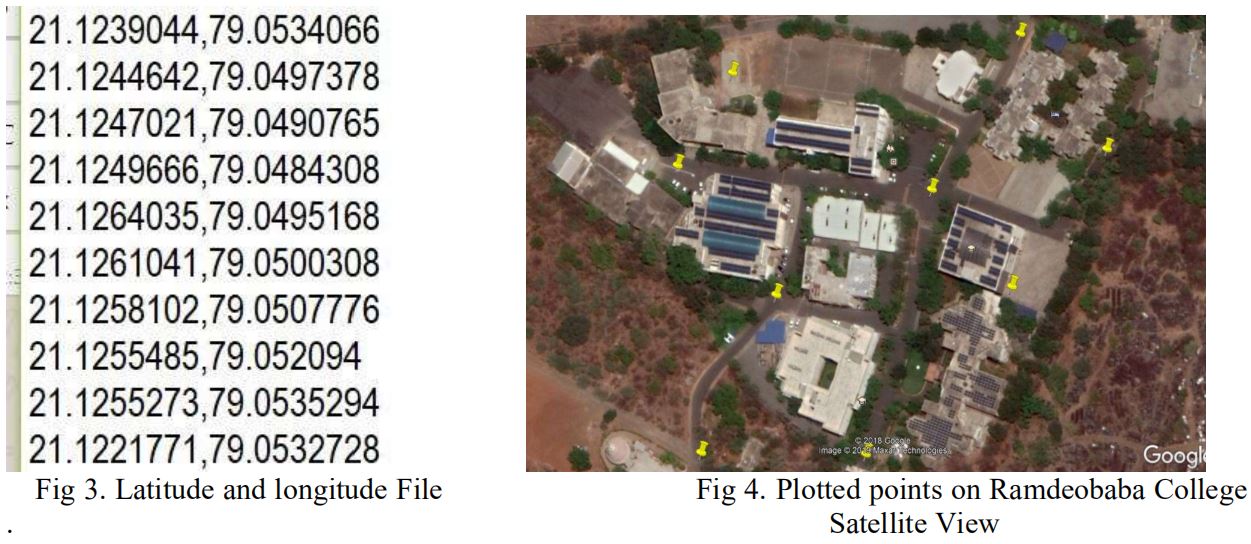 21.1239044,79.0534066
21.1244642,79.0497378
21.1247021,79.0490765
21.1249666,79.0484308
21.1264035,79.0495168
21.1261041,79.0500308
21.1258102,79.0507776
21.1255485,79.052094
21.1255273,79.0535294
21.1221771,79.0532728
Fig 3. Latitude and longitude File
.
© 2018 Google
Image © Maxar Technologies
Google
Fig 4. Plotted points on Ramdeobaba College
Satellite View